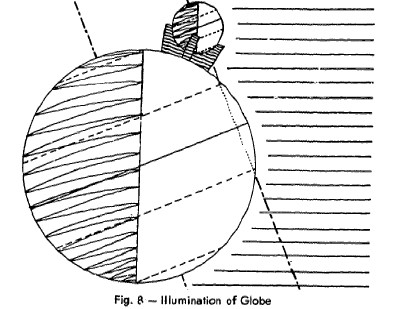 Fig. 8 — Illumination of Globe